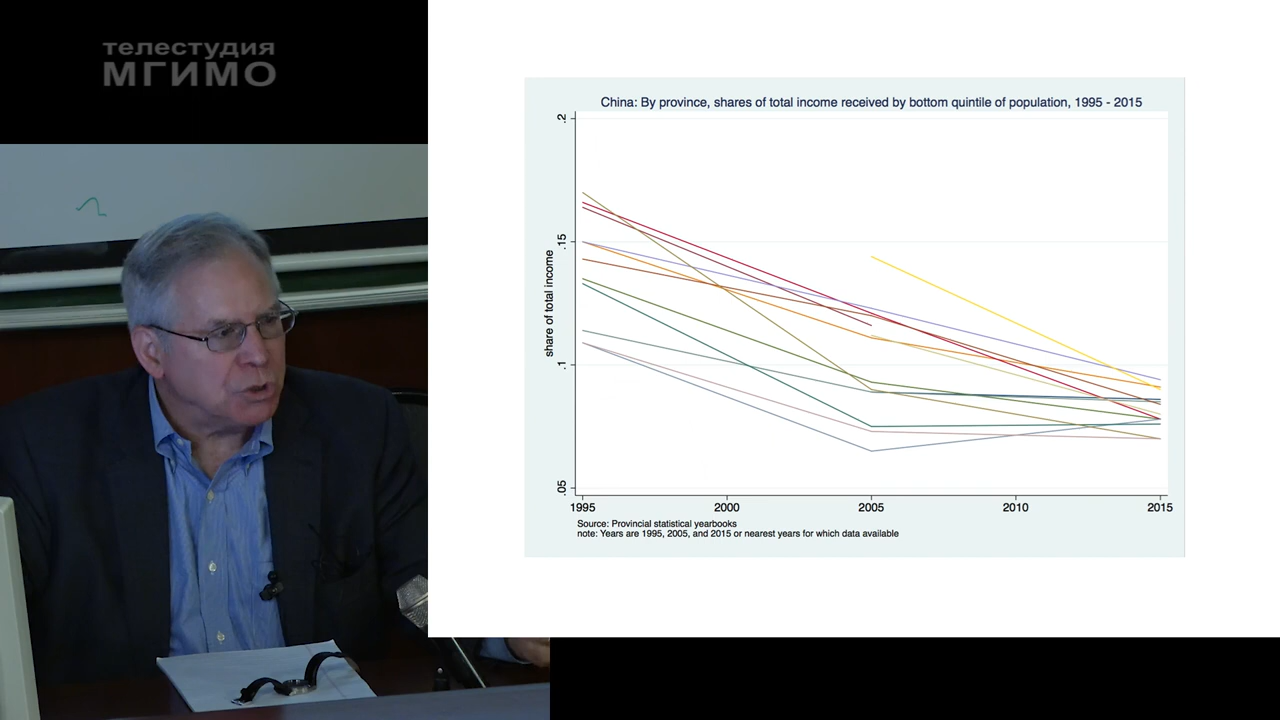 телестудия
МГИМО
China: By province, shares of total income received by bottom quintile of population, 1995 - 2015
share of total income
.2
.15
.1
.05
1995 2000 2005 2010 2015
Source: Provincial statistical yearbooks
note: Years are 1995, 2005, and 2015 or nearest years for which data available